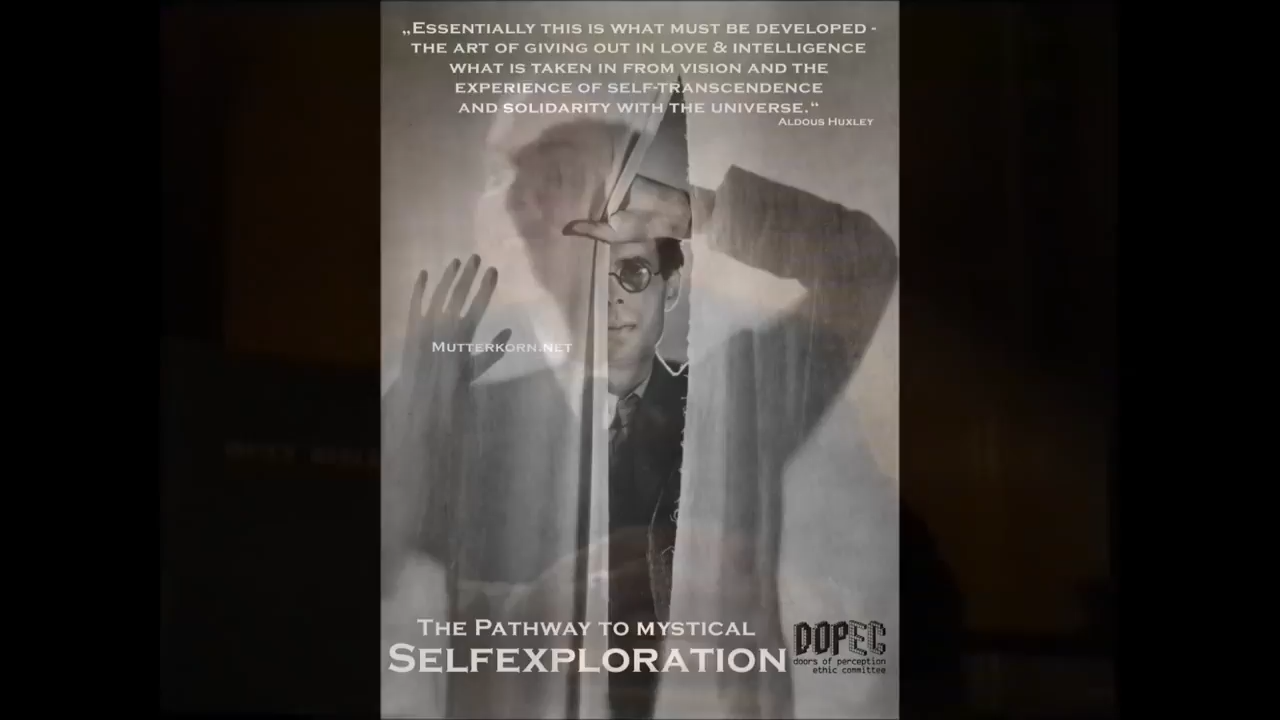 „Essentially this is what must be developed -
the art of giving out in love & intelligence
what is taken in from vision and the
experience of self-transcendence
and solidarity with the universe.“
Aldous Huxley
Mutterkorn.net
The Pathway to mystical
Selfexploration
DOPEC
doors of perception
ethic committee